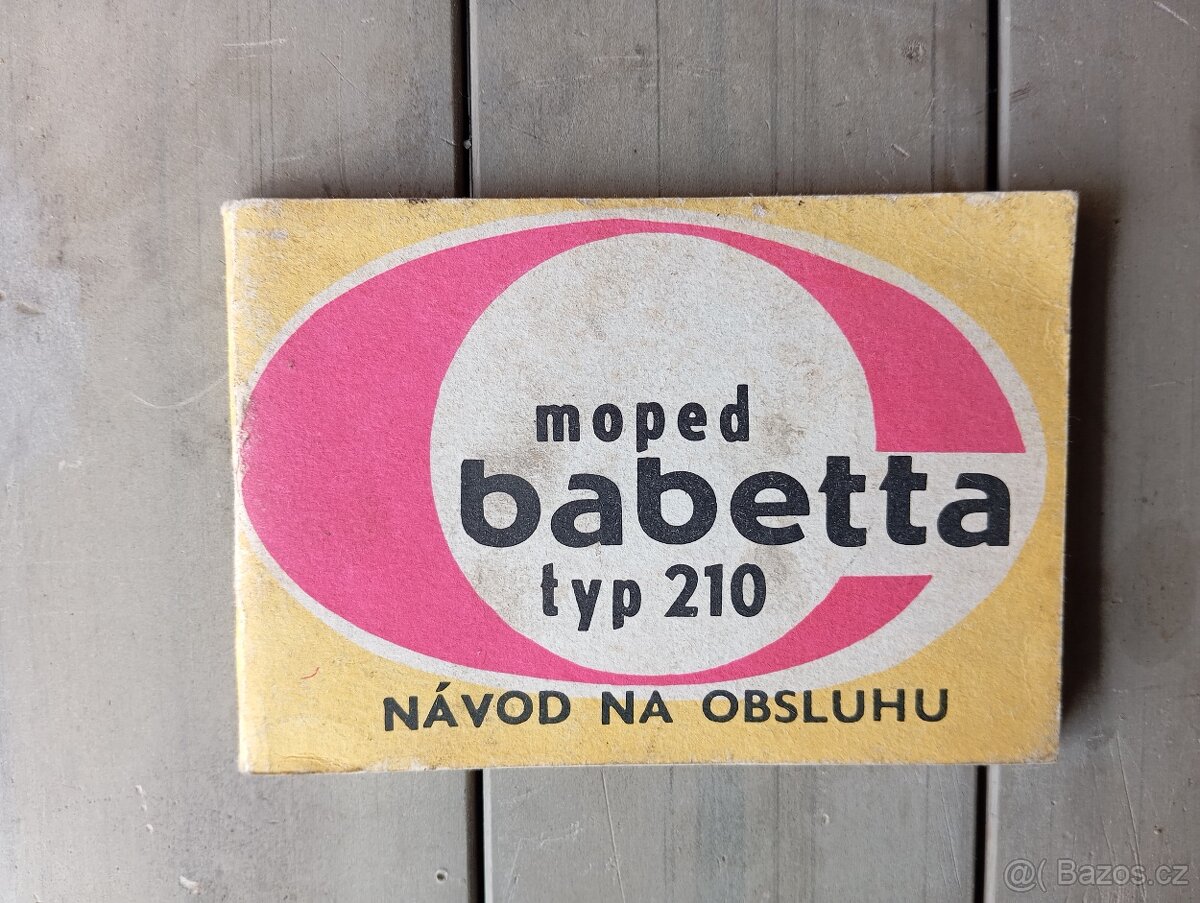 moped
babetta
typ 210
NÁVOD NA OBSLUHU
@( Bazos.cz